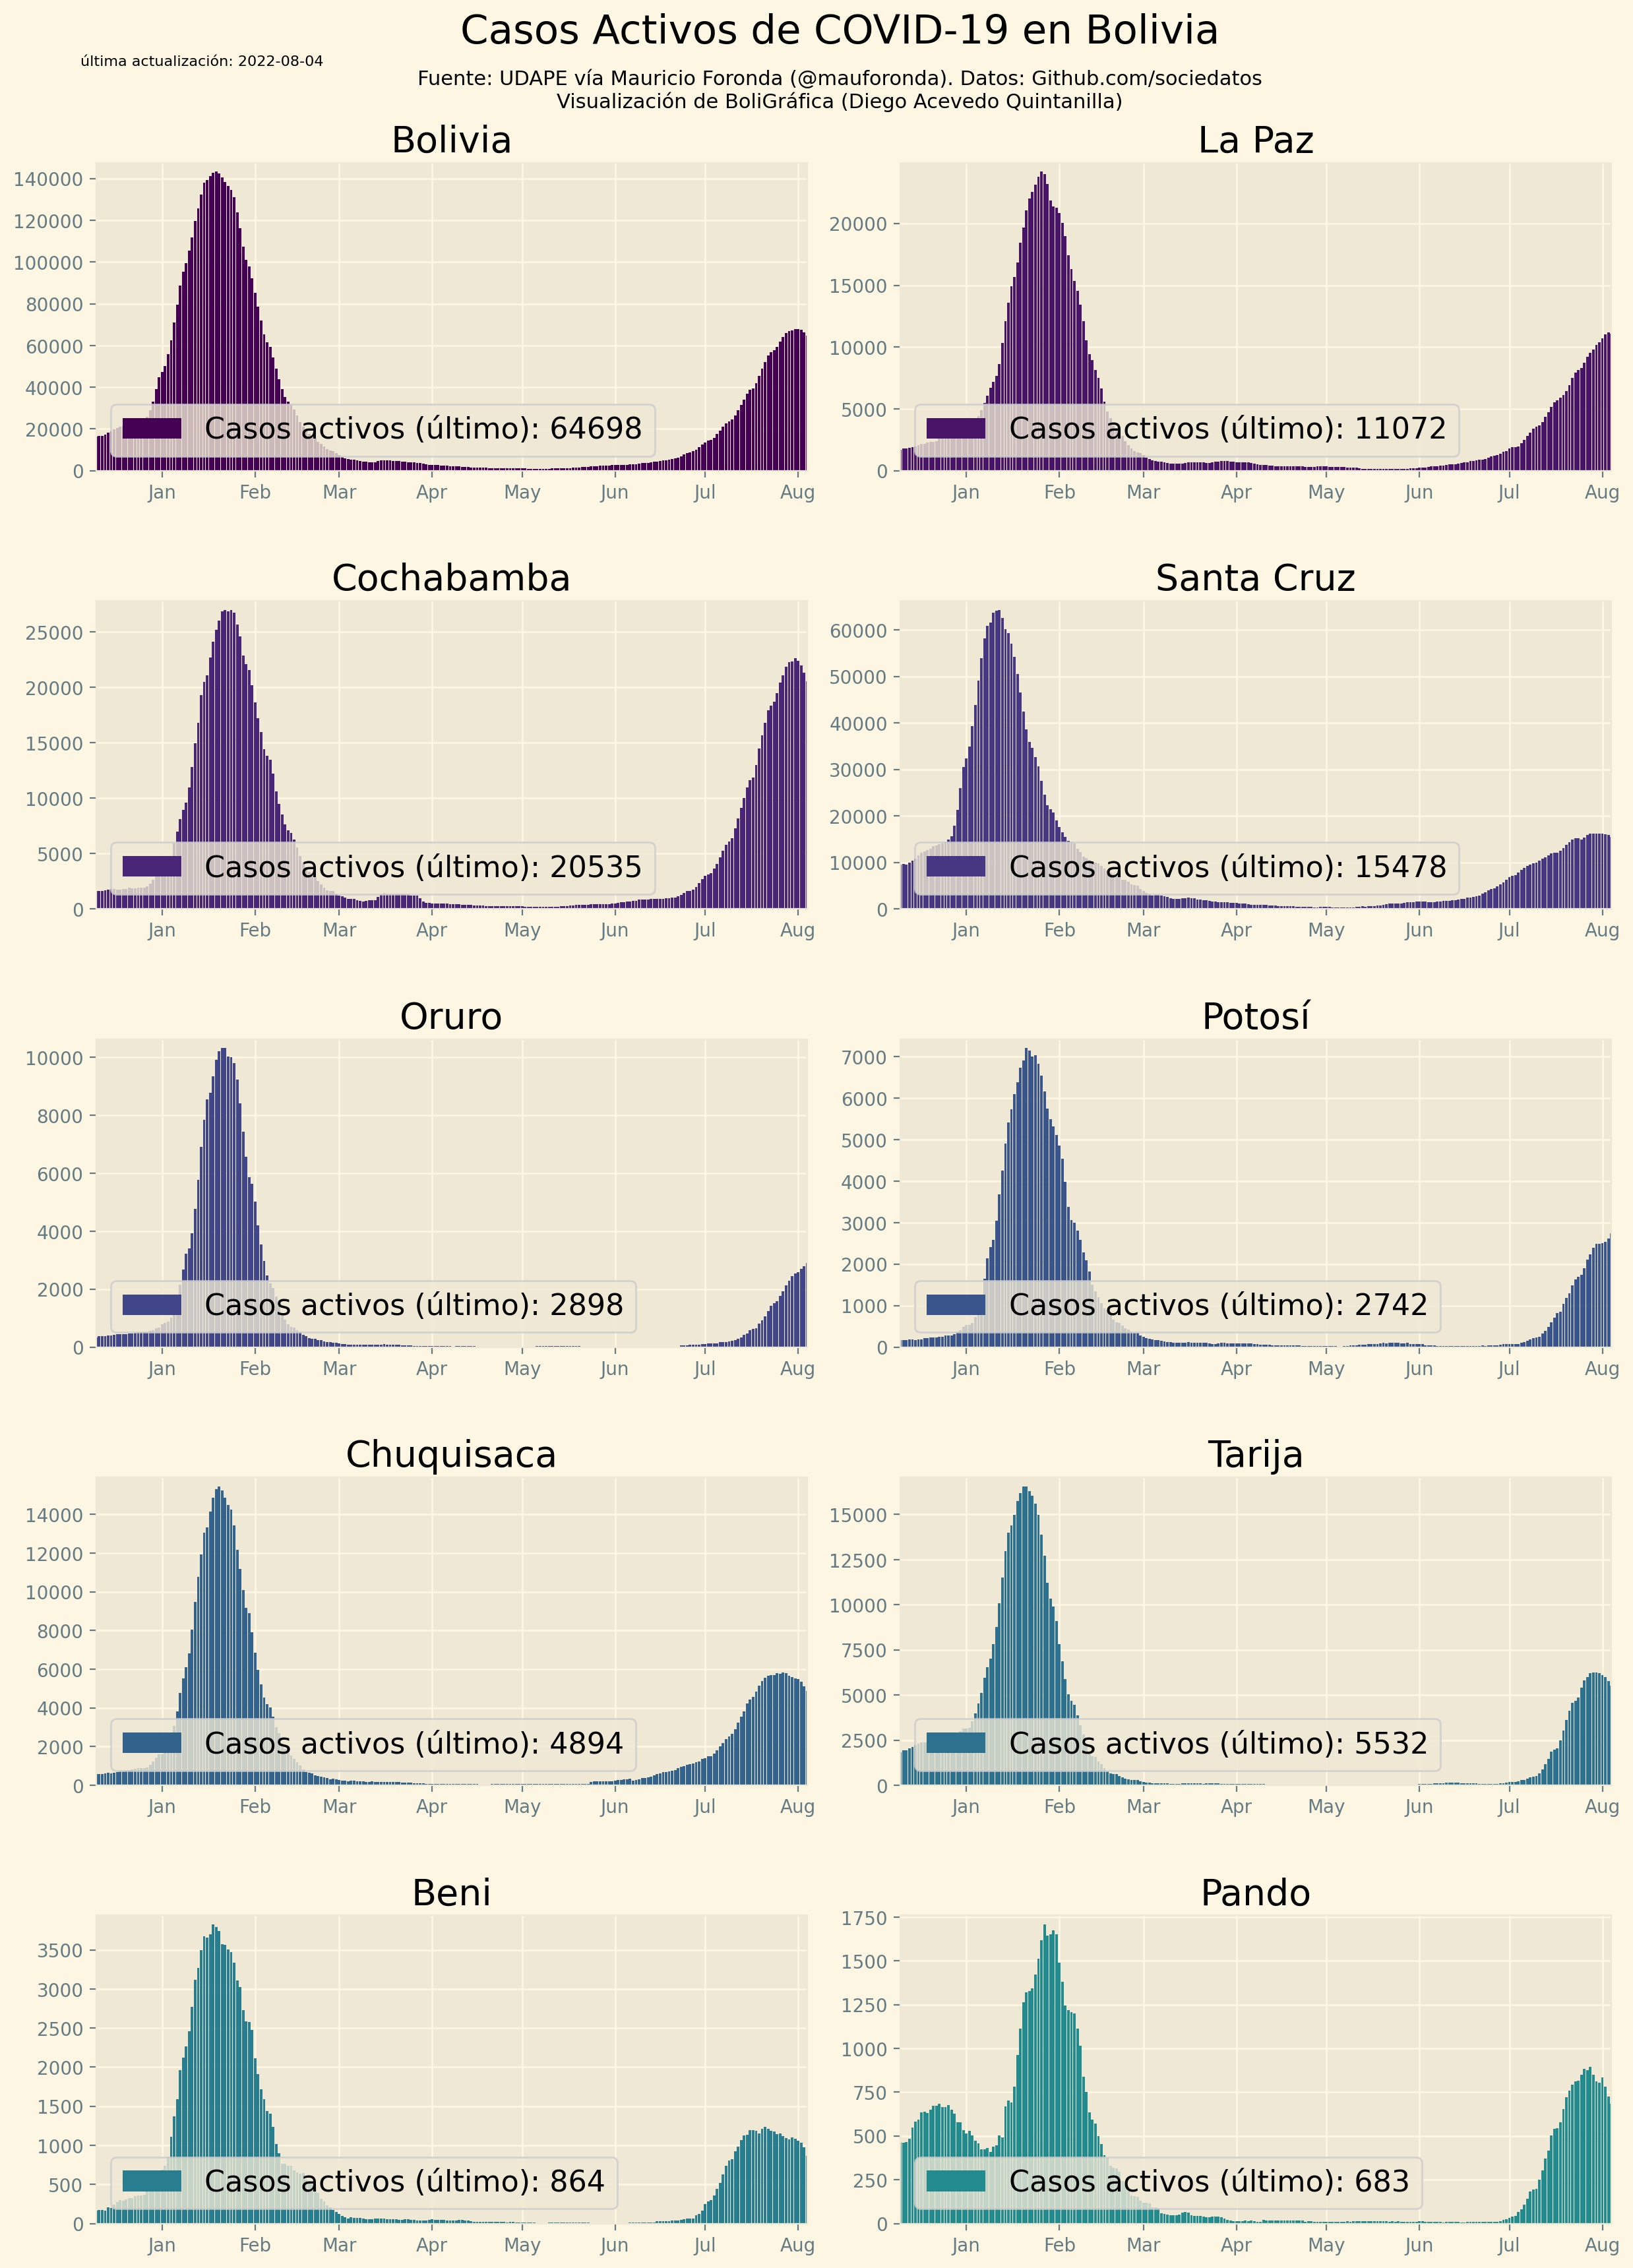 Casos Activos de COVID-19 en Bolivia
última actualización: 2022-08-04
Fuente: UDAPE vía Mauricio Foronda (@mauforonda). Datos: Github.com/sociedatos
Visualización de BoliGráfica (Diego Acevedo Quintanilla)
Bolivia
140000
120000
100000
80000
60000
40000
20000
0
Casos activos (último): 64698
Jan Feb Mar Apr May Jun Jul Aug
La Paz
20000
15000
10000
5000
0
Casos activos (último): 11072
Jan Feb Mar Apr May Jun Jul Aug
Cochabamba
25000
20000
15000
10000
5000
0
Casos activos (último): 20535
Jan Feb Mar Apr May Jun Jul Aug
Santa Cruz
60000
50000
40000
30000
20000
10000
0
Casos activos (último): 15478
Jan Feb Mar Apr May Jun Jul Aug
Oruro
10000
8000
6000
4000
2000
0
Casos activos (último): 2898
Jan Feb Mar Apr May Jun Jul Aug
Potosí
7000
6000
5000
4000
3000
2000
1000
0
Casos activos (último): 2742
Jan Feb Mar Apr May Jun Jul Aug
Chuquisaca
14000
12000
10000
8000
6000
4000
2000
0
Casos activos (último): 4894
Jan Feb Mar Apr May Jun Jul Aug
Tarija
15000
12500
10000
7500
5000
2500
0
Casos activos (último): 5532
Jan Feb Mar Apr May Jun Jul Aug
Beni
3500
3000
2500
2000
1500
1000
500
0
Casos activos (último): 864
Jan Feb Mar Apr May Jun Jul Aug
Pando
1750
1500
1250
1000
750
500
250
0
Casos activos (último): 683
Jan Feb Mar Apr May Jun Jul Aug